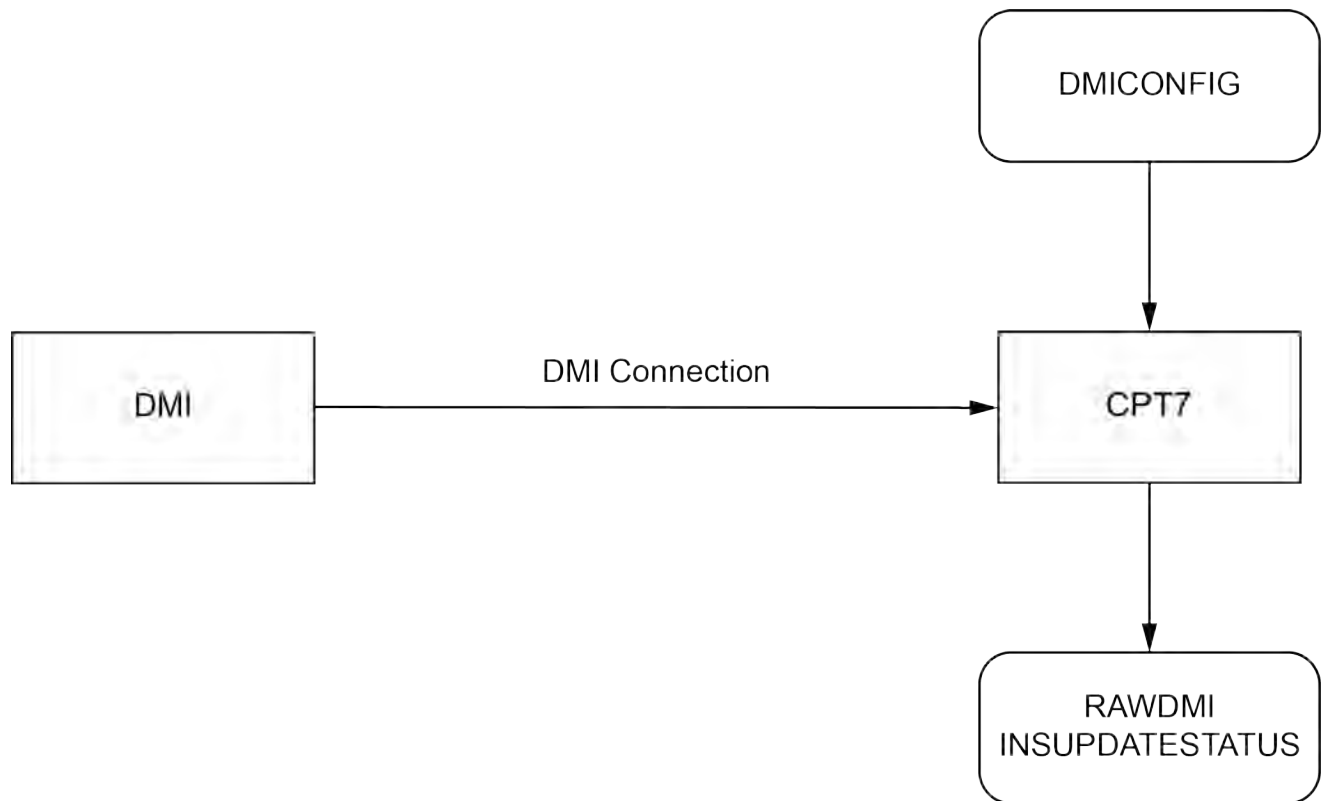 DMICONFIG
DMI Connection
DMI
CPT7
RAWDMI
INSUPDATESTATUS